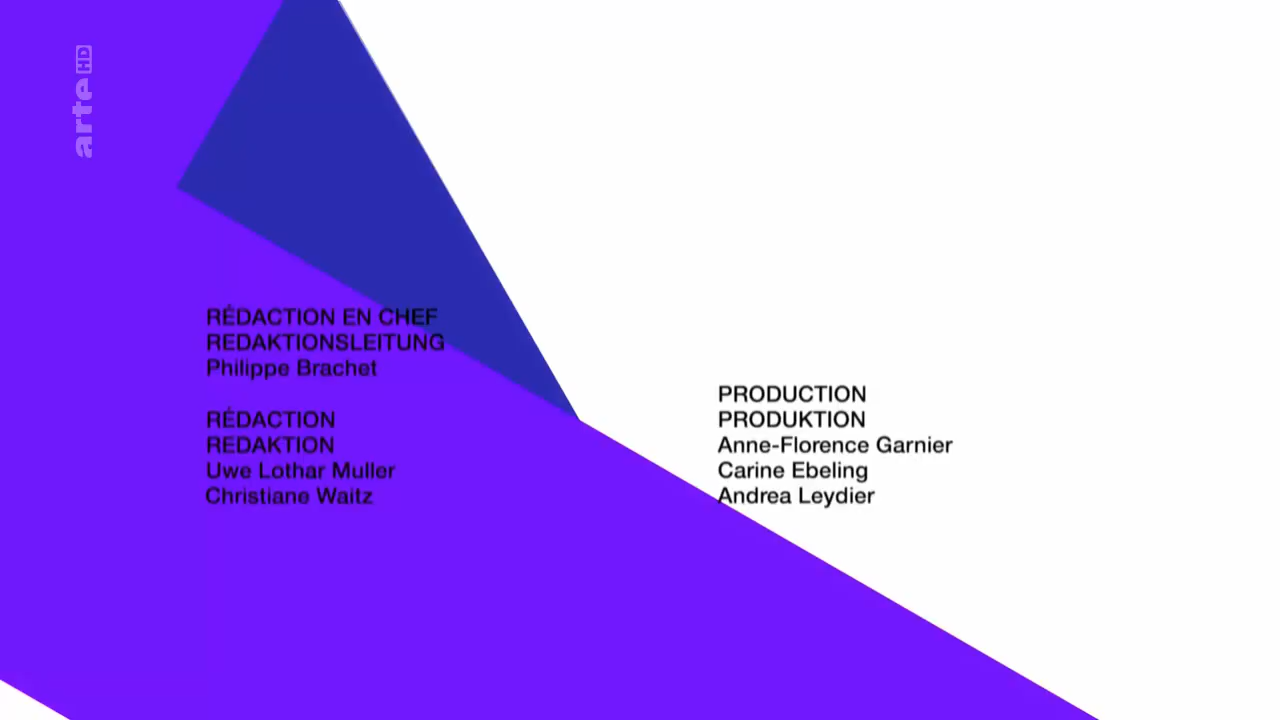 arte HD
RÉDACTION EN CHEF
REDAKTIONSLEITUNG
Philippe Brachet
RÉDACTION
REDAKTION
Uwe Lothar Muller
Christiane Waitz
PRODUCTION
PRODUKTION
Anne-Florence Garnier
Carine Ebeling
Andrea Leydier